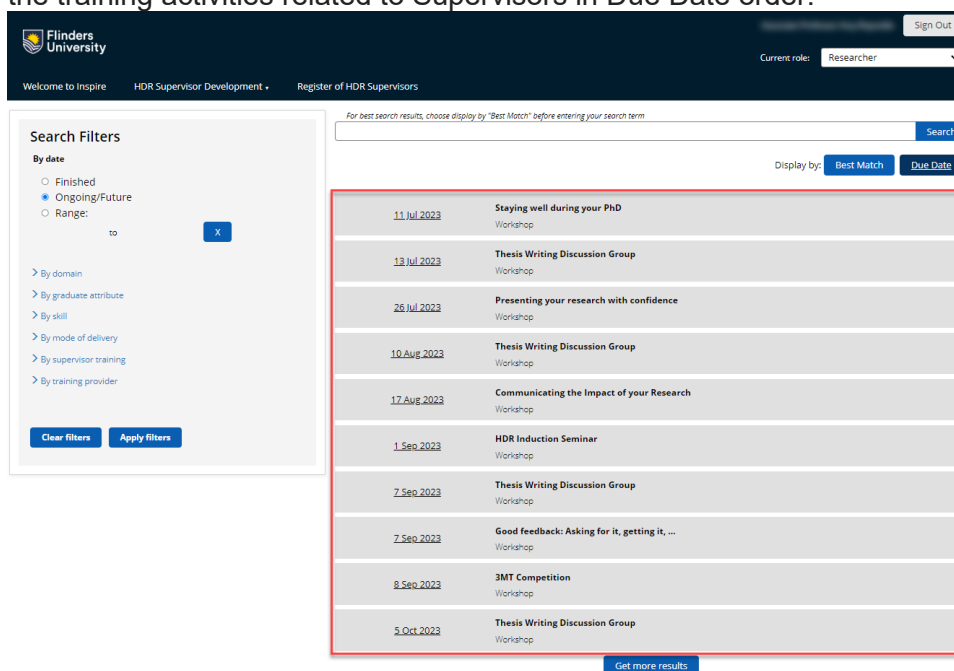 the training activities related to Supervisors in Due Date order.
Flinders
University
Sign Out
Current role: Researcher
Welcome to Inspire HDR Supervisor Development Register of HDR Supervisors
For best search results, choose display by "Best Match" before entering your search term
Search
Display by: Best Match Due Date
Search Filters
By date
Finished
Ongoing/Future
Range:
to X
By domain
By graduate attribute
By skill
By mode of delivery
By supervisor training
By training provider
Clear filters Apply filters
11 Jul 2023 Staying well during your PhD
Workshop
13 Jul 2023 Thesis Writing Discussion Group
Workshop
26 Jul 2023 Presenting your research with confidence
Workshop
10 Aug 2023 Thesis Writing Discussion Group
Workshop
17 Aug 2023 Communicating the Impact of your Research
Workshop
1 Sep 2023 HDR Induction Seminar
Workshop
7 Sep 2023 Thesis Writing Discussion Group
Workshop
7 Sep 2023 Good feedback: Asking for it, getting it, ...
Workshop
8 Sep 2023 3MT Competition
Workshop
5 Oct 2023 Thesis Writing Discussion Group
Workshop
Get more results